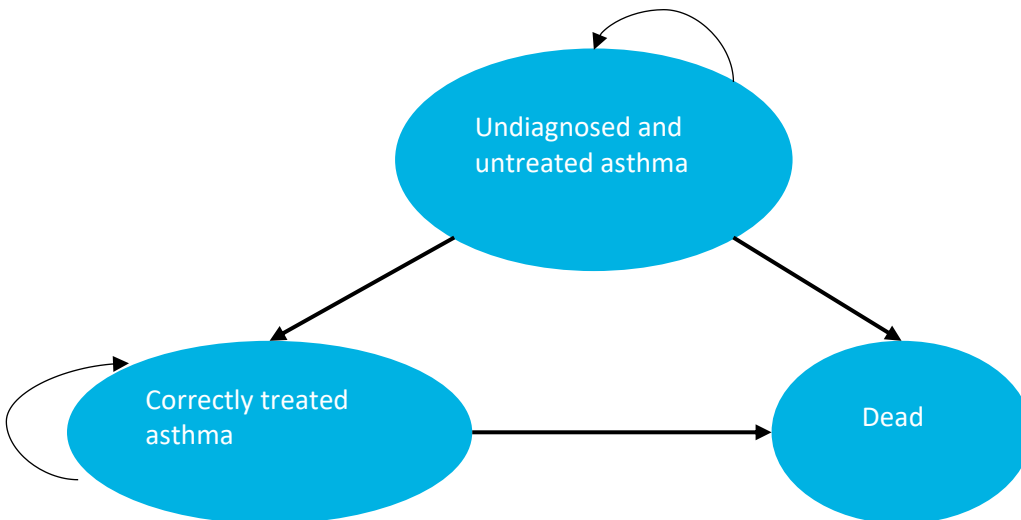 Undiagnosed and
untreated asthma
Correctly treated
asthma
Dead